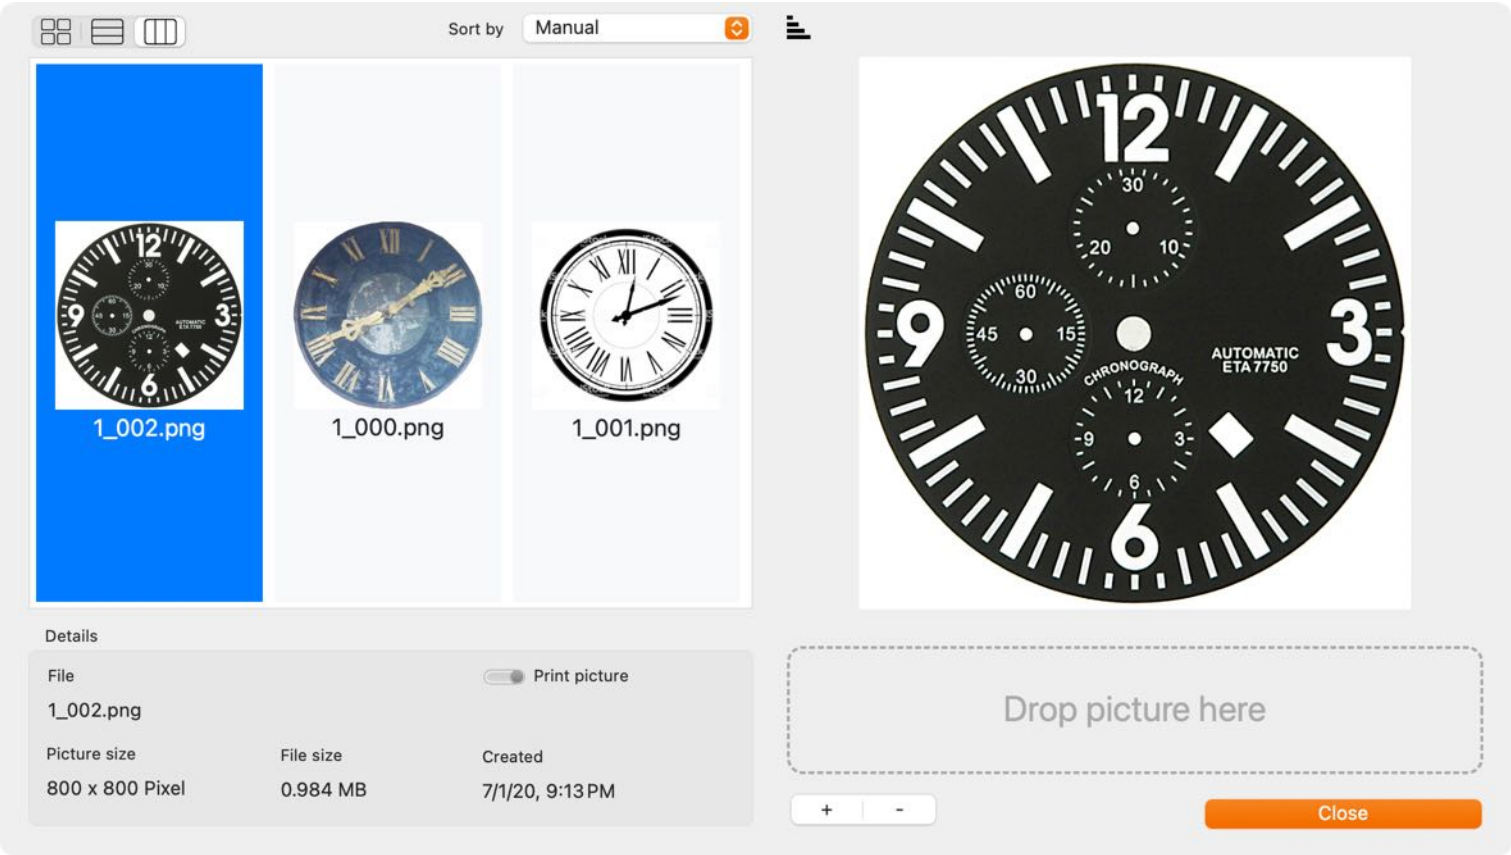 Sort by
Manual
1_002.png
1_000.png
1_001.png
12
30
20
10
60
45
15
30
9
3
AUTOMATIC
ETA 7750
CHRONOGRAPH
12
9
3
6
6
Details
File
Print picture
1_002.png
Picture size
File size
Created
800 x 800 Pixel
0.984 MB
7/1/20, 9:13 PM
Drop picture here
+
-
Close